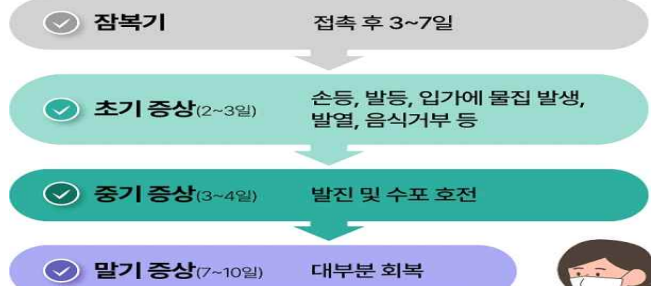 잠복기 접촉 후 3~7일
초기 증상(2~3일) 손등, 발등, 입가에 물집 발생,
발열, 음식거부 등
중기 증상(3~4일) 발진 및 수포 호전
말기 증상(7~10일) 대부분 회복